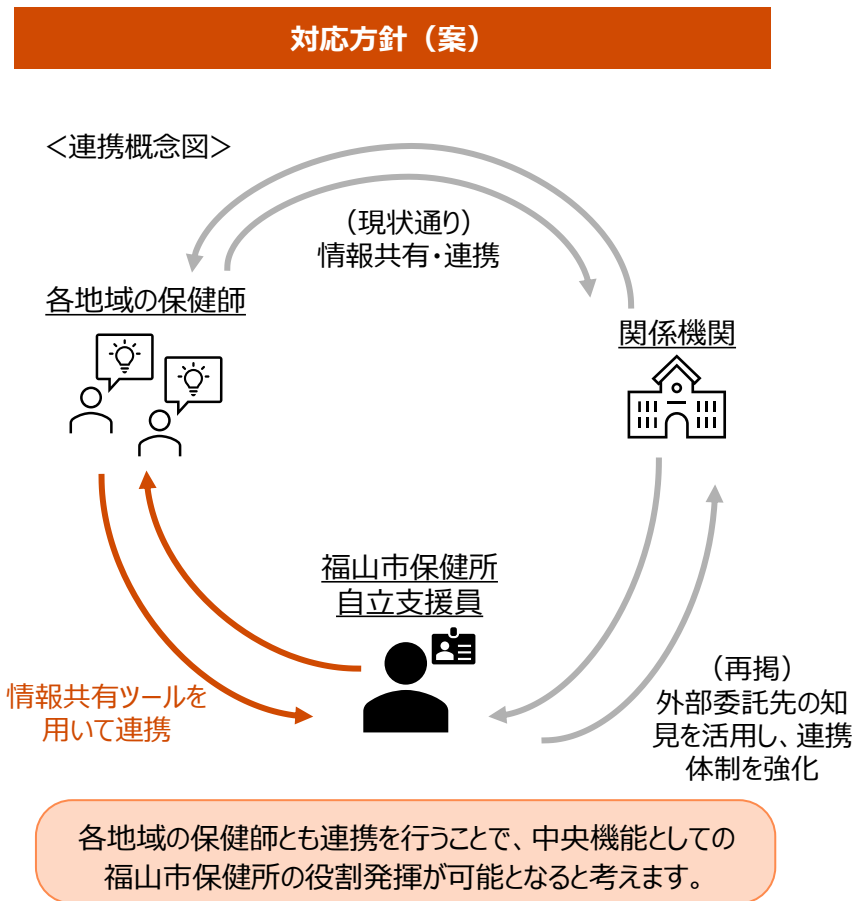 対応方針（案）
＜連携概念図＞
（現状通り）
情報共有・連携
各地域の保健師
関係機関
福山市保健所
自立支援員
情報共有ツールを
用いて連携
（再掲）
外部委託先の知
見を活用し、連携
体制を強化
各地域の保健師とも連携を行うことで、中央機能としての
福山市保健所の役割発揮が可能となると考えます。